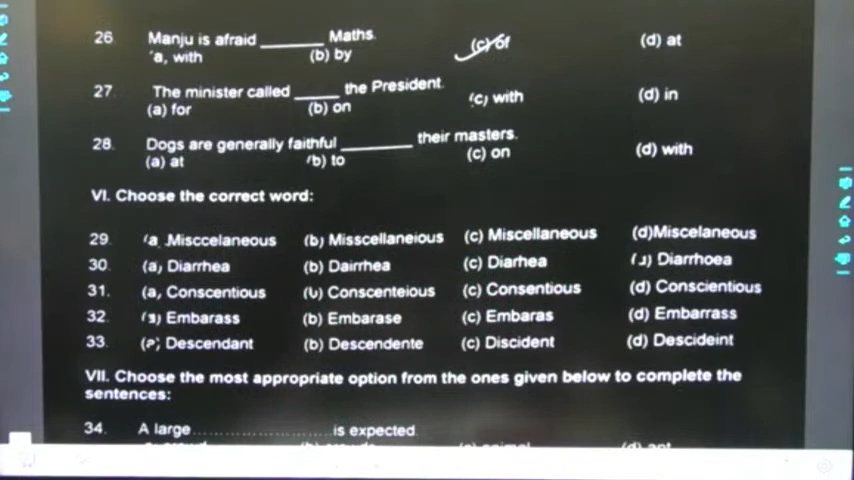 26. Manju is afraid ________ Maths.
(a) with (b) by (c) of (d) at
27. The minister called _____ the President.
(a) for (b) on (c) with (d) in
28. Dogs are generally faithful ________ their masters.
(a) at (b) to (c) on (d) with
VI. Choose the correct word:
29. (a) Misccelaneous (b) Misscellaneious (c) Miscellaneous (d)Miscelaneous
30. (a) Diarrhea (b) Dairrhea (c) Diarhea (d) Diarrhoea
31. (a) Conscentious (b) Conscenteious (c) Consentious (d) Conscientious
32. (a) Embarass (b) Embarase (c) Embaras (d) Embarrass
33. (a) Descendant (b) Descendente (c) Discident (d) Descideint
VII. Choose the most appropriate option from the ones given below to complete the
sentences:
34. A large........................is expected.